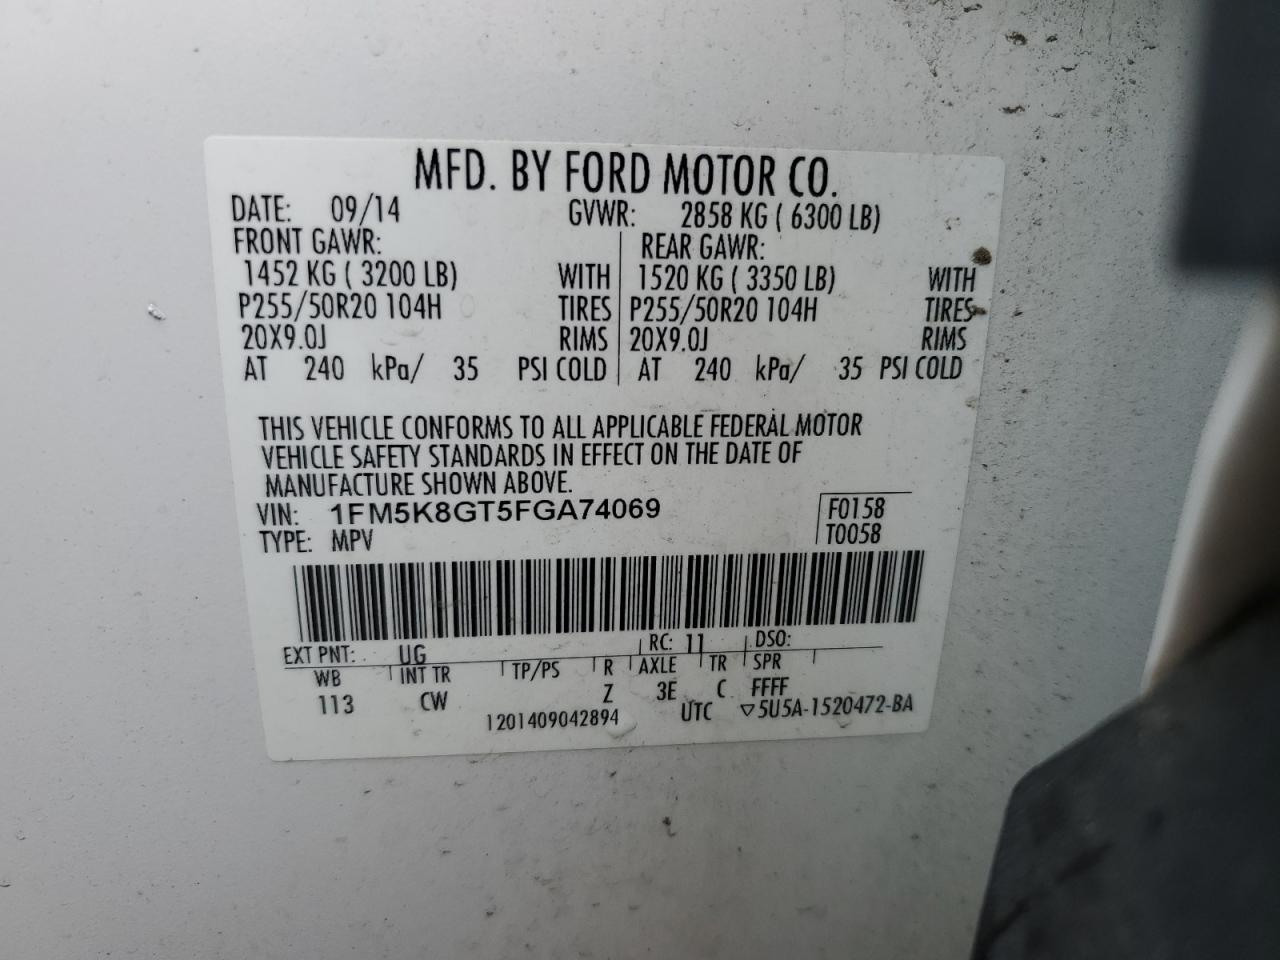 MFD. BY FORD MOTOR CO.
DATE: 09/14 GVWR: 2858 KG ( 6300 LB)
FRONT GAWR: REAR GAWR:
1452 KG ( 3200 LB) WITH 1520 KG ( 3350 LB) WITH
P255/50R20 104H TIRES P255/50R20 104H TIRES
20X9.0J RIMS 20X9.0J RIMS
AT 240 kPa/ 35 PSI COLD AT 240 kPa/ 35 PSI COLD
THIS VEHICLE CONFORMS TO ALL APPLICABLE FEDERAL MOTOR
VEHICLE SAFETY STANDARDS IN EFFECT ON THE DATE OF
MANUFACTURE SHOWN ABOVE.
VIN: 1FM5K8GT5FGA74069 F0158
TYPE: MPV T0058
EXT PNT: UG RC: 11 DSO:
WB INT TR TP/PS R AXLE TR SPR
113 CW Z 3E C FFFF
1201409042894 UTC ▽5U5A-1520472-BA